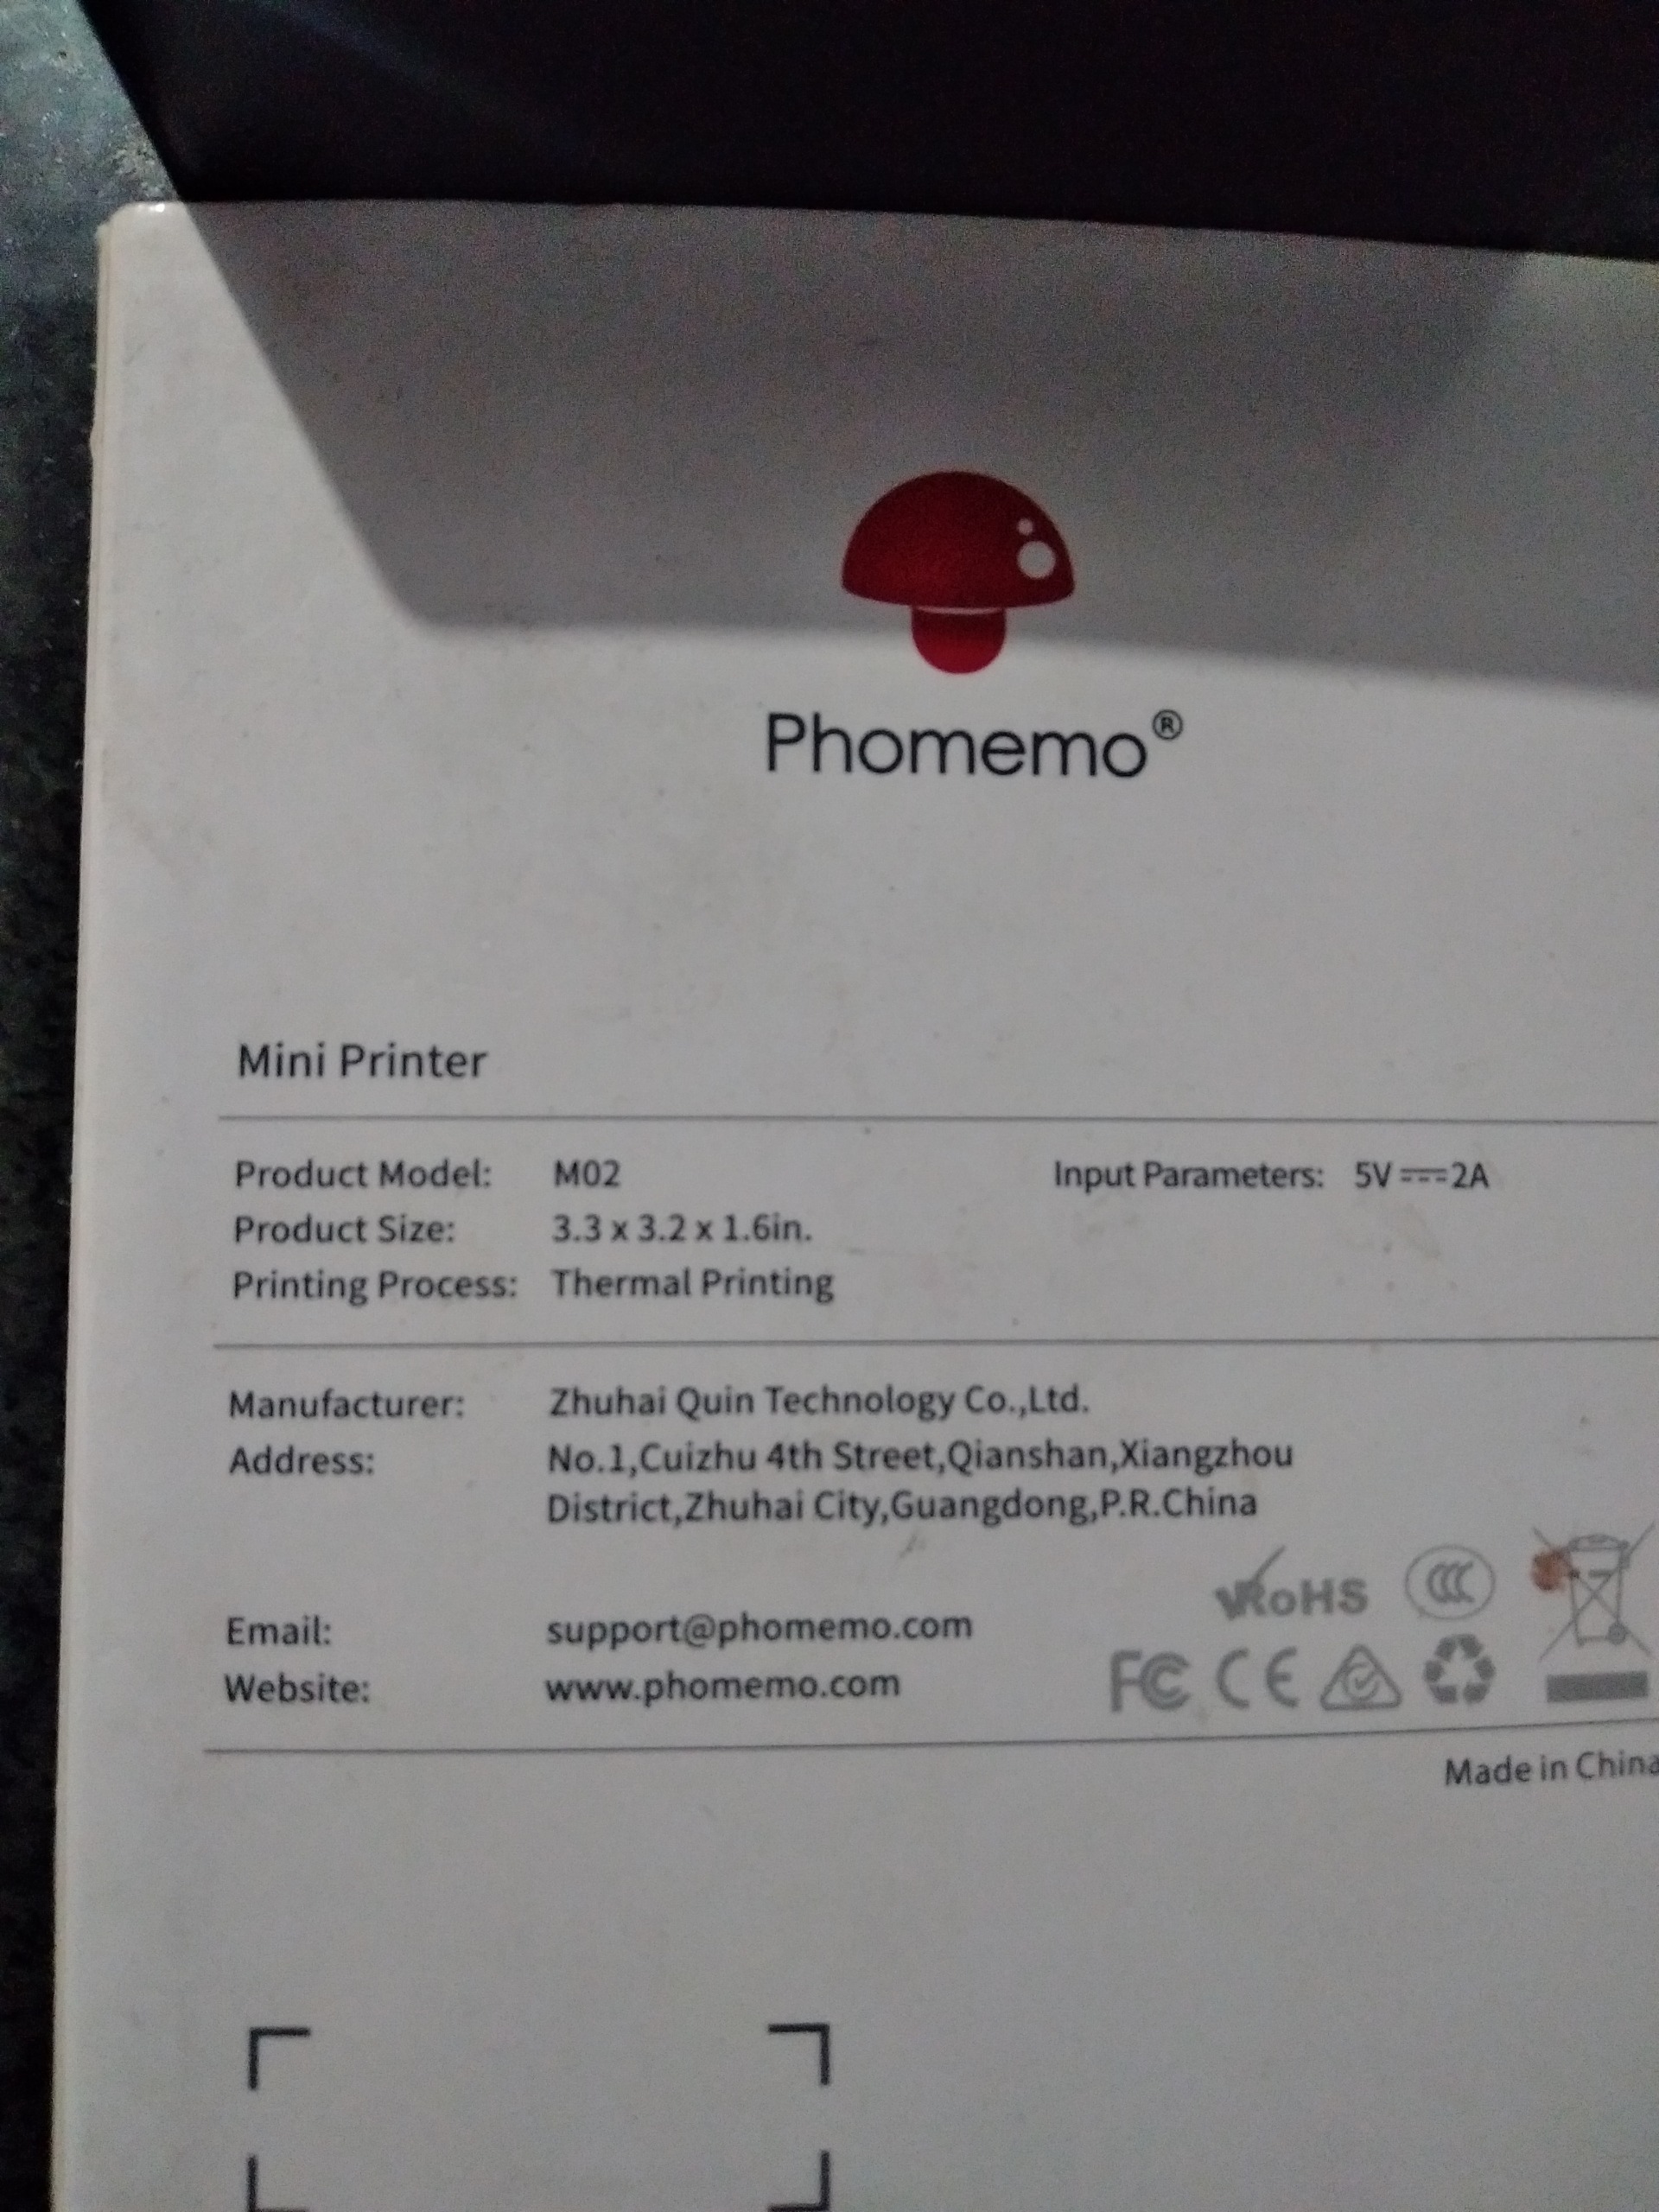 Phomemo®
Mini Printer
Product Model: M02 Input Parameters: 5V⎓2A
Product Size: 3.3 x 3.2 x 1.6in.
Printing Process: Thermal Printing
Manufacturer: Zhuhai Quin Technology Co.,Ltd.
Address: No.1,Cuizhu 4th Street,Qianshan,Xiangzhou
District,Zhuhai City,Guangdong,P.R.China
RoHS CCC
Email: support@phomemo.com
Website: www.phomemo.com FC CE
Made in China